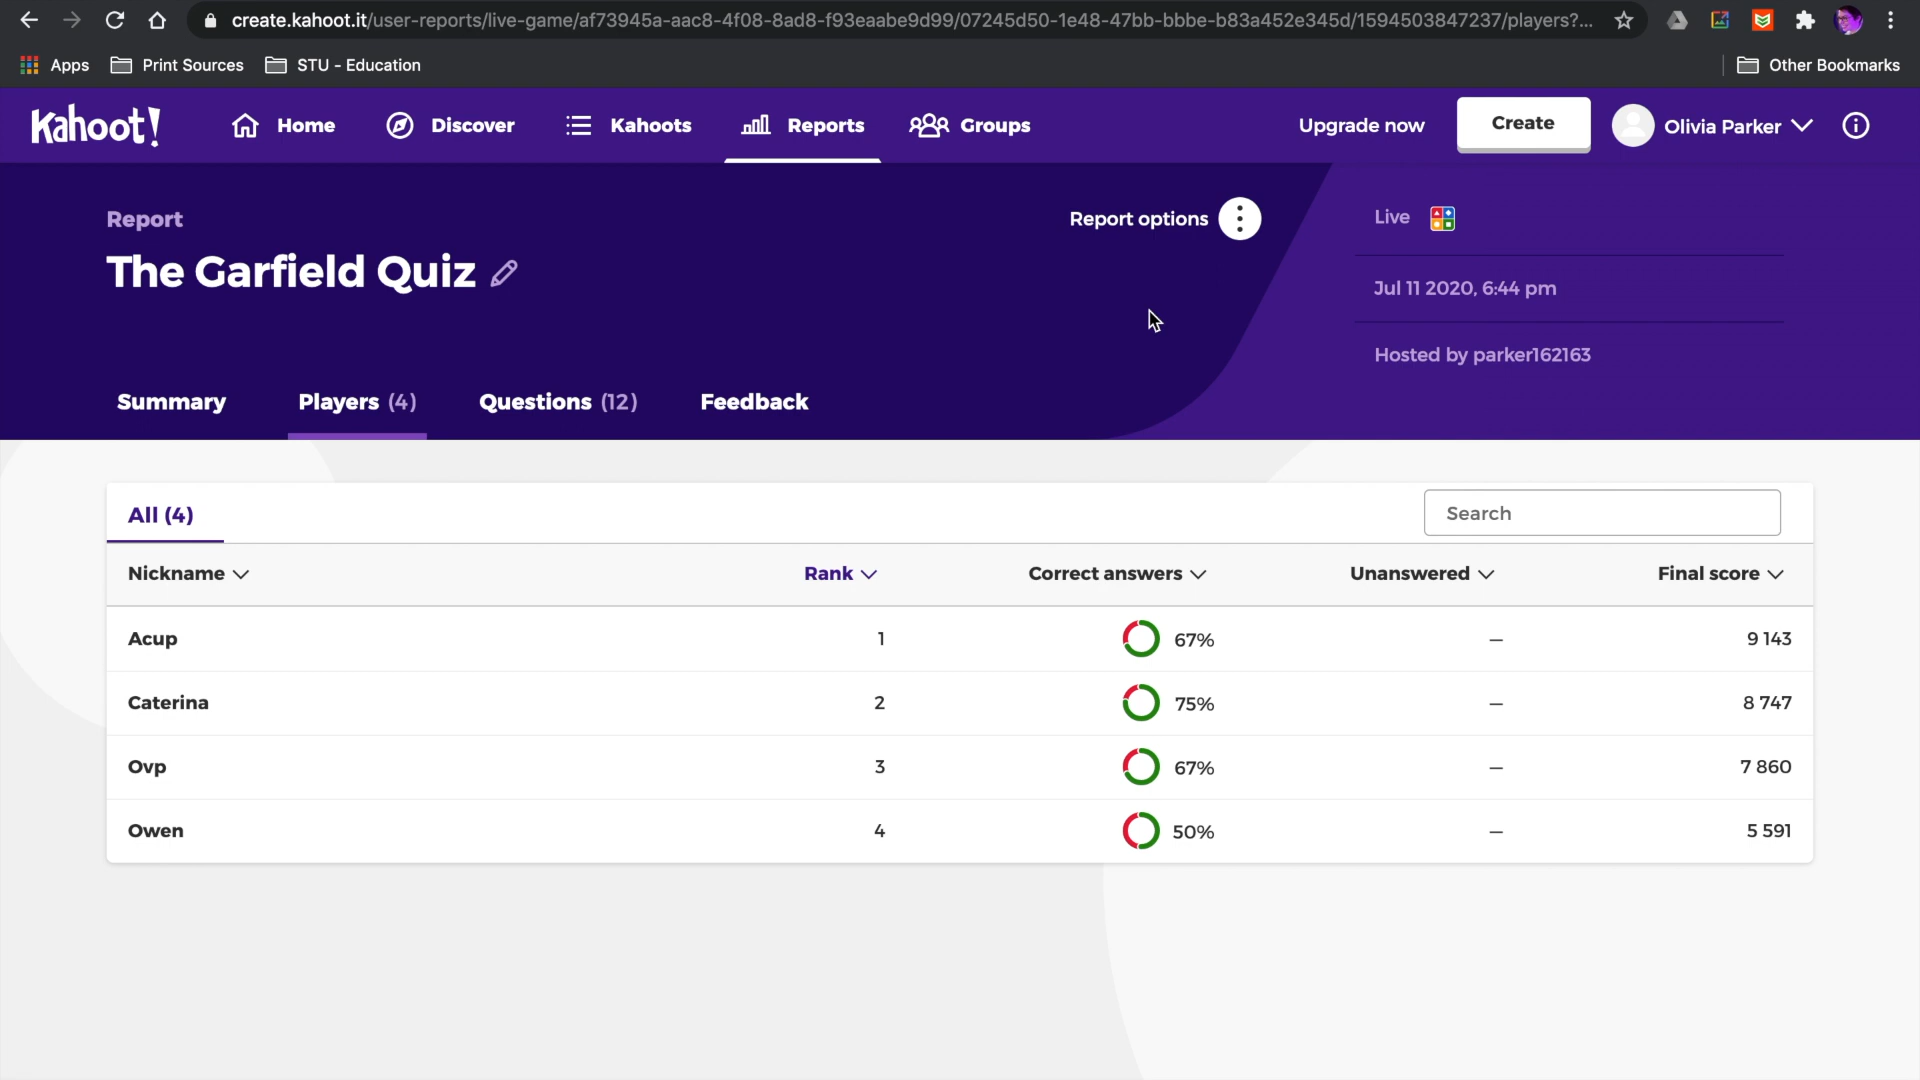 create.kahoot.it/user-reports/live-game/af73945a-aac8-4f08-8ad8-f93eaabe9d99/07245d50-1e48-47bb-bbbe-b83a452e345d/1594503847237/players?...
Apps Print Sources STU - Education Other Bookmarks
Kahoot! Home Discover Kahoots Reports Groups Upgrade now Create Olivia Parker
Report Report options Live
The Garfield Quiz
Jul 11 2020, 6:44 pm
Hosted by parker162163
Summary Players (4) Questions (12) Feedback
All (4) Search
Nickname Rank Correct answers Unanswered Final score
Acup 1 67% — 9 143
Caterina 2 75% — 8 747
Ovp 3 67% — 7 860
Owen 4 50% — 5 591